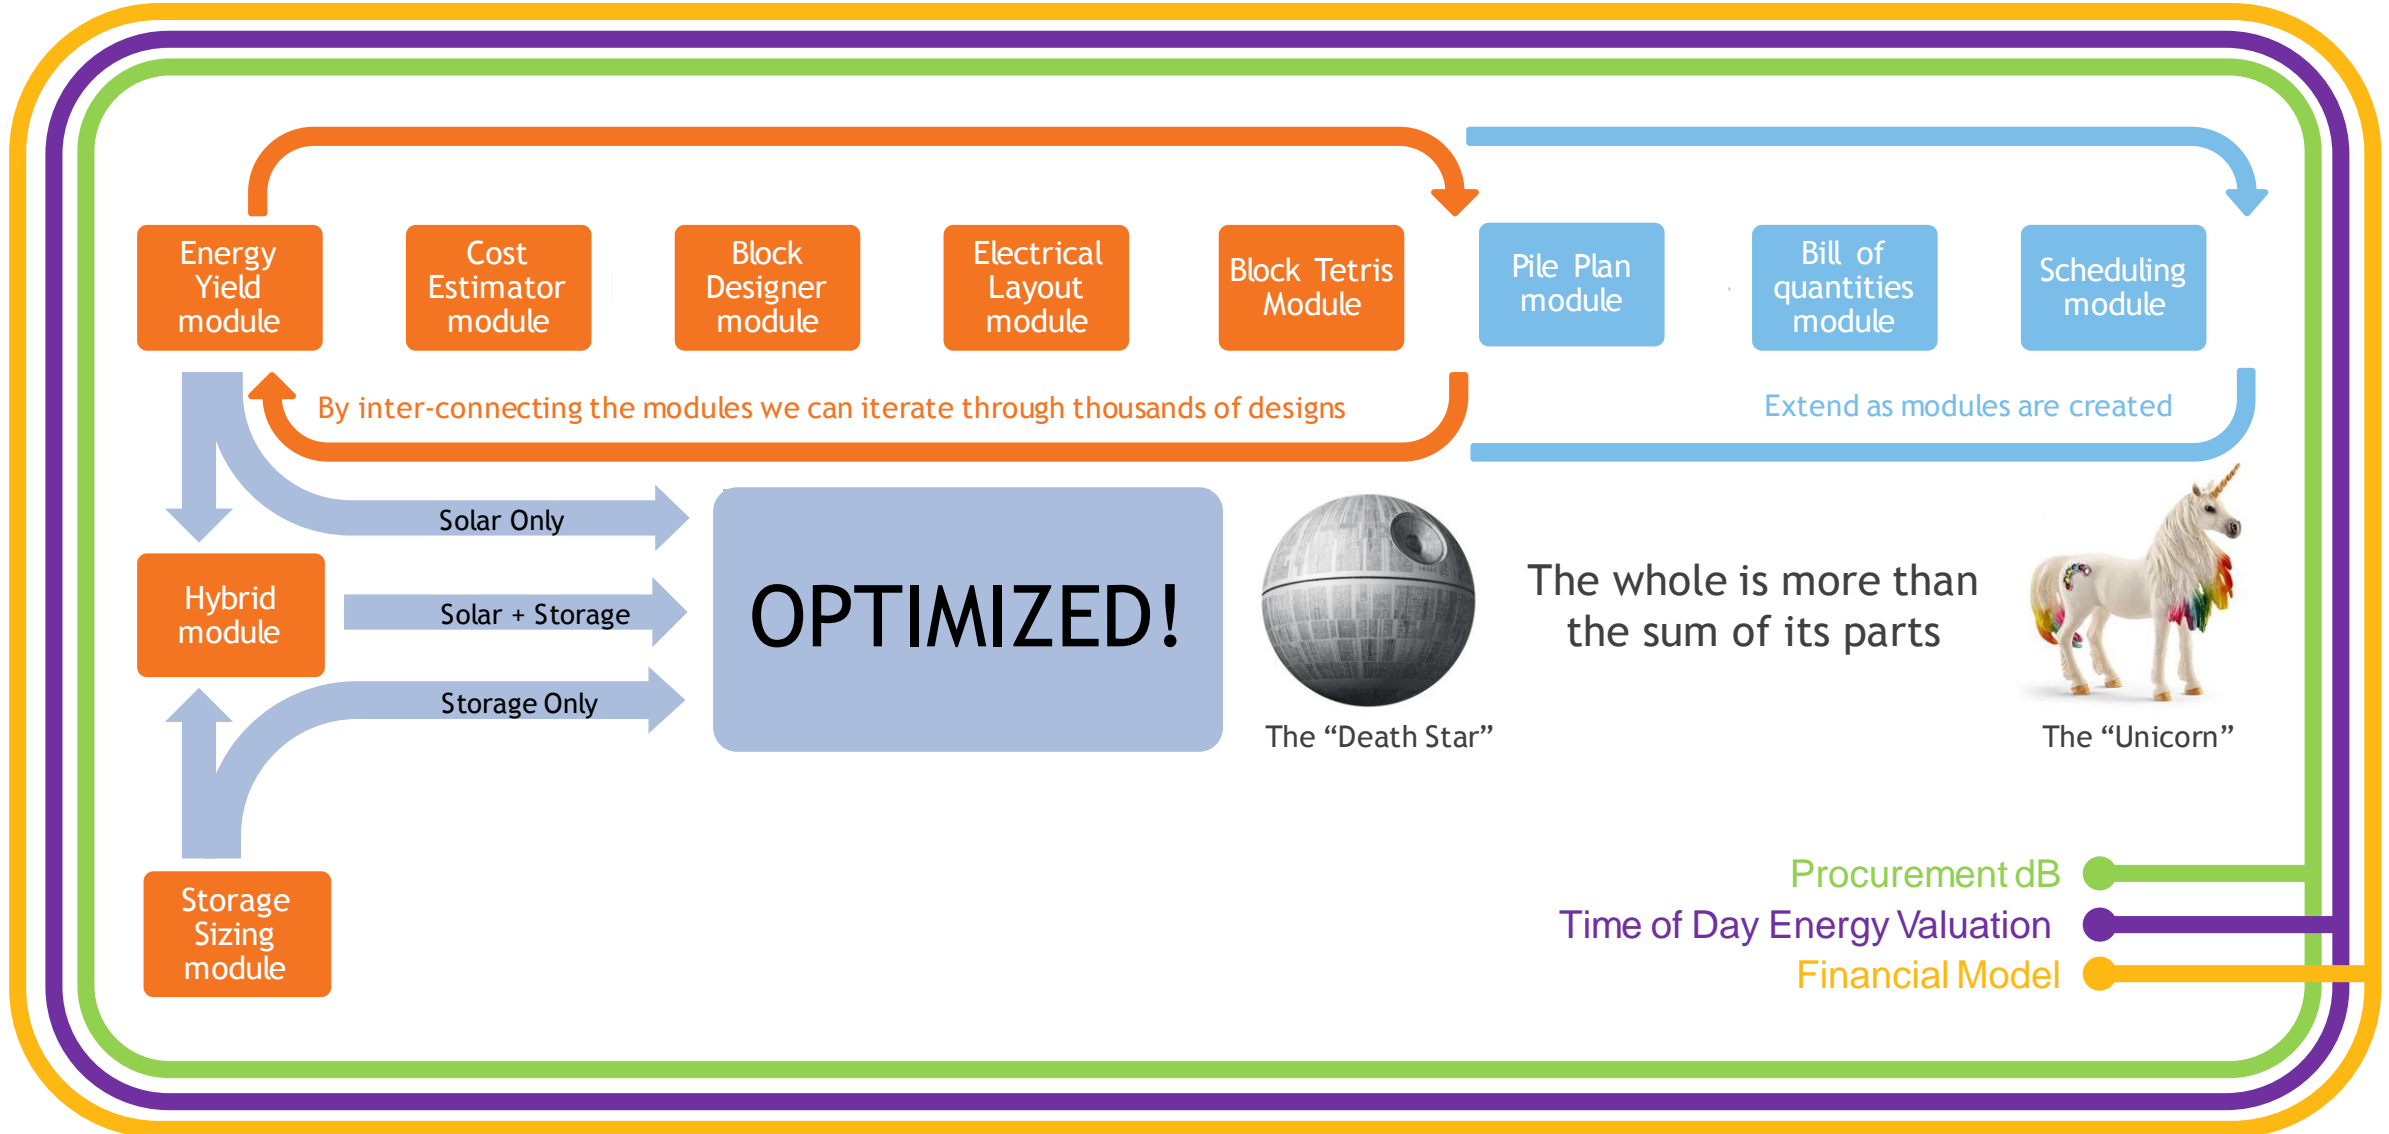 Energy
Yield
module
Cost
Estimator
module
Block
Designer
module
Electrical
Layout
module
Block Tetris
Module
Pile Plan
module
Bill of
quantities
module
Scheduling
module
By inter-connecting the modules we can iterate through thousands of designs
Extend as modules are created
Solar Only
Hybrid
module
Solar + Storage
Storage Only
OPTIMIZED!
The whole is more than
the sum of its parts
The “Death Star”
The “Unicorn”
Storage
Sizing
module
Procurement dB
Time of Day Energy Valuation
Financial Model